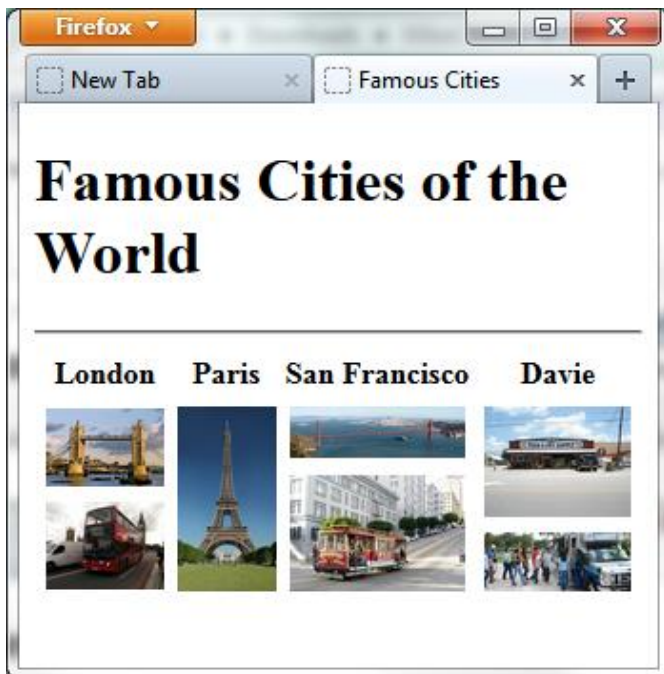 Firefox
New Tab
Famous Cities
Famous Cities of the
World
London Paris San Francisco Davie